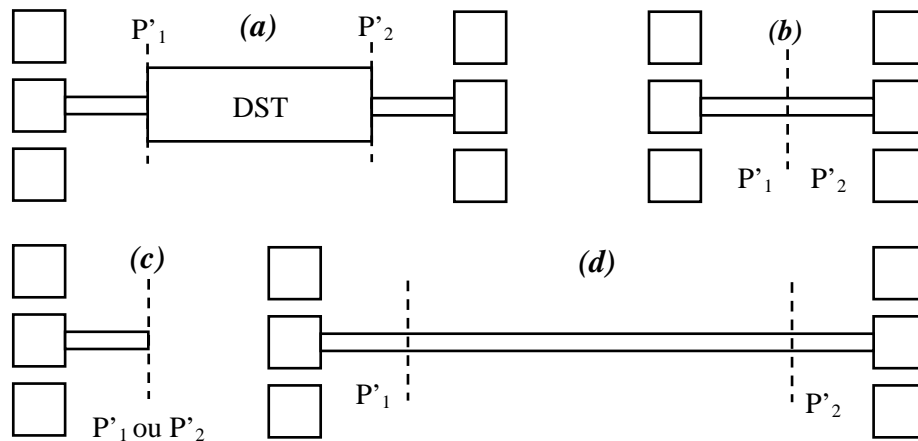 (a)
P'₁
P'₂
DST
(b)
P'₁ P'₂
(c)
P'₁ ou P'₂
(d)
P'₁
P'₂